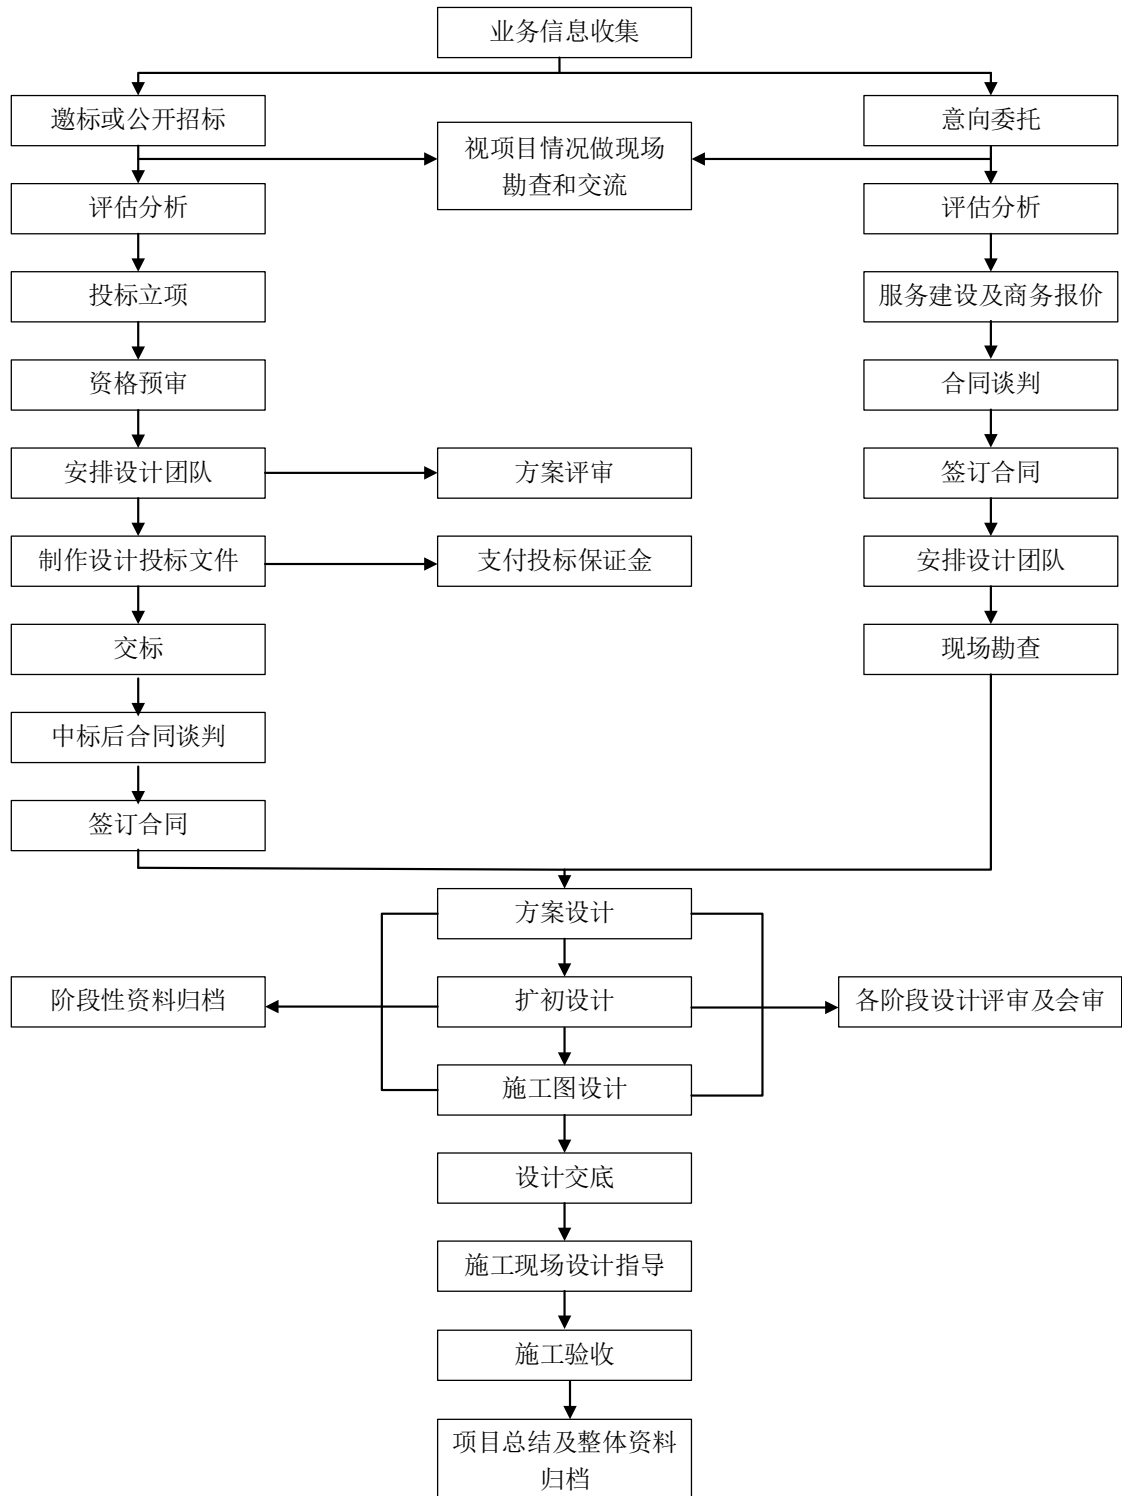 业务信息收集
邀标或公开招标
意向委托
视项目情况做现场
勘查和交流
评估分析
评估分析
投标立项
服务建设及商务报价
资格预审
合同谈判
安排设计团队
方案评审
签订合同
制作设计投标文件
支付投标保证金
安排设计团队
交标
现场勘查
中标后合同谈判
签订合同
方案设计
阶段性资料归档
扩初设计
各阶段设计评审及会审
施工图设计
设计交底
施工现场设计指导
施工验收
项目总结及整体资料
归档